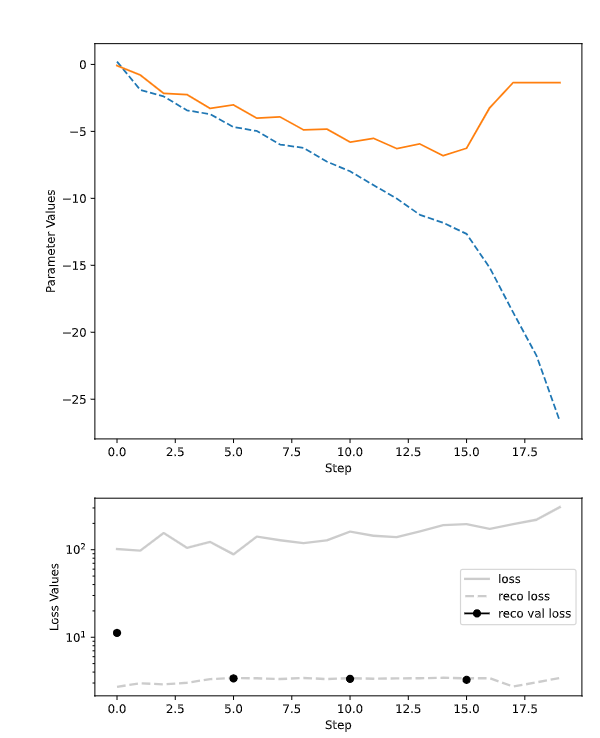 0
−5
−10
−15
−20
−25
Parameter Values
0.0 2.5 5.0 7.5 10.0 12.5 15.0 17.5
Step
10²
10¹
Loss Values
loss
reco loss
reco val loss
0.0 2.5 5.0 7.5 10.0 12.5 15.0 17.5
Step